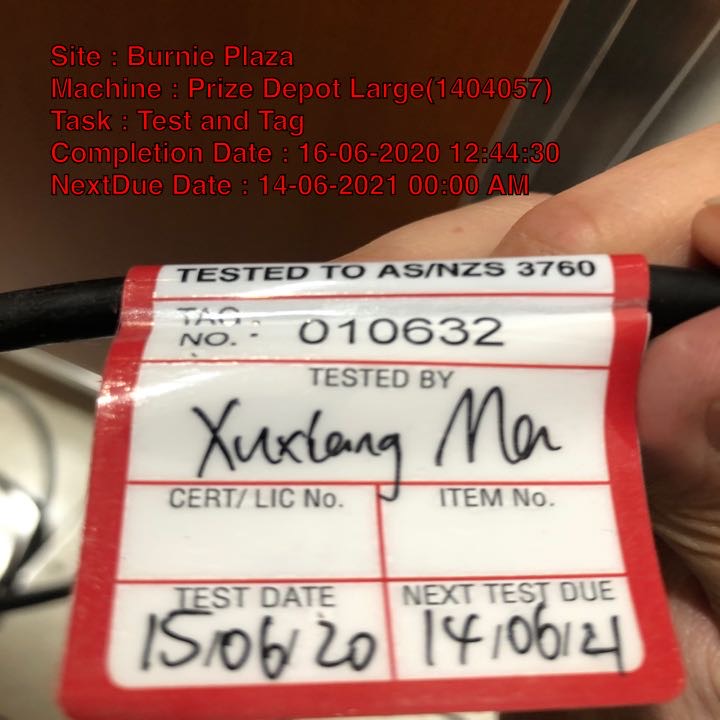 Site : Burnie Plaza
Machine : Prize Depot Large(1404057)
Task : Test and Tag
Completion Date : 16-06-2020 12:44:30
NextDue Date : 14-06-2021 00:00 AM
TESTED TO AS/NZS 3760
TAG NO. : 010632
TESTED BY
CERT/ LIC No. ITEM No.
TEST DATE NEXT TEST DUE
15/06/20 14/06/21